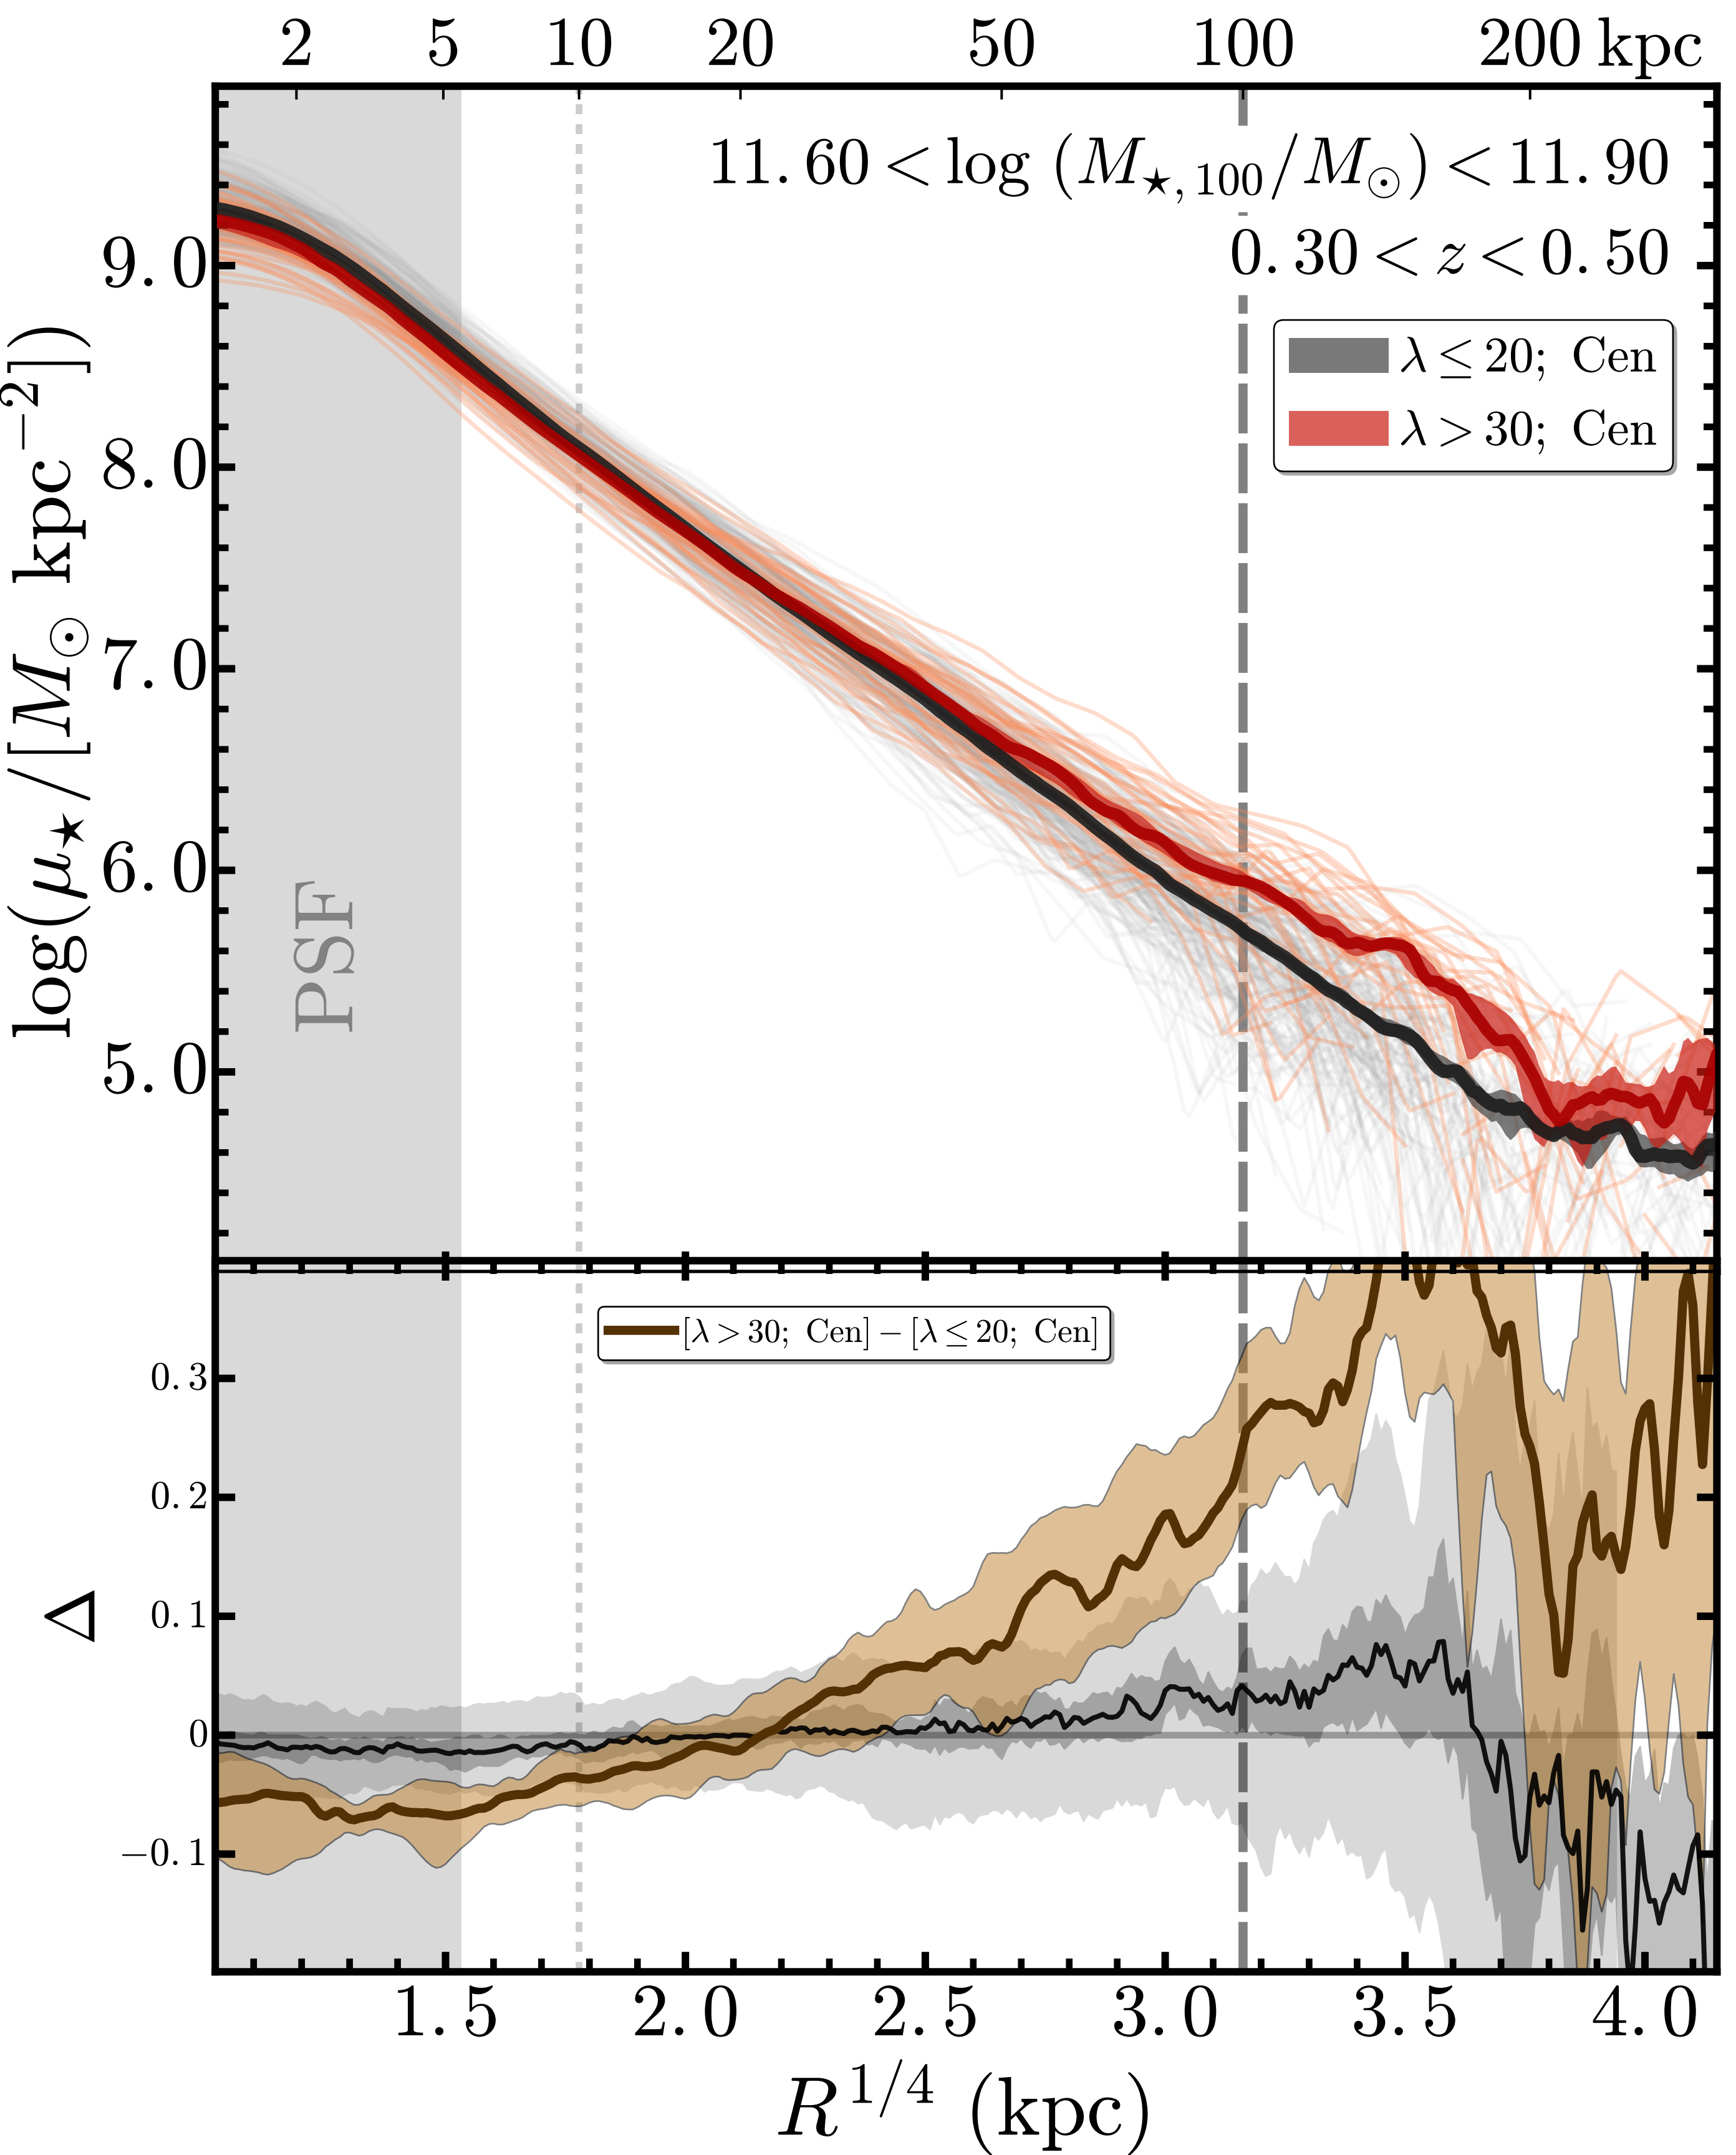 2 5 10 20 50 100 200 kpc
11.60 < log (M⋆,100/M⊙) < 11.90
0.30 < z < 0.50
λ ≤ 20; Cen
λ > 30; Cen
9.0
8.0
7.0
6.0
5.0
log(μ⋆/[M⊙ kpc−2])
PSF
[λ > 30; Cen] − [λ ≤ 20; Cen]
0.3
0.2
0.1
0
−0.1
Δ
1.5 2.0 2.5 3.0 3.5 4.0
R1/4 (kpc)